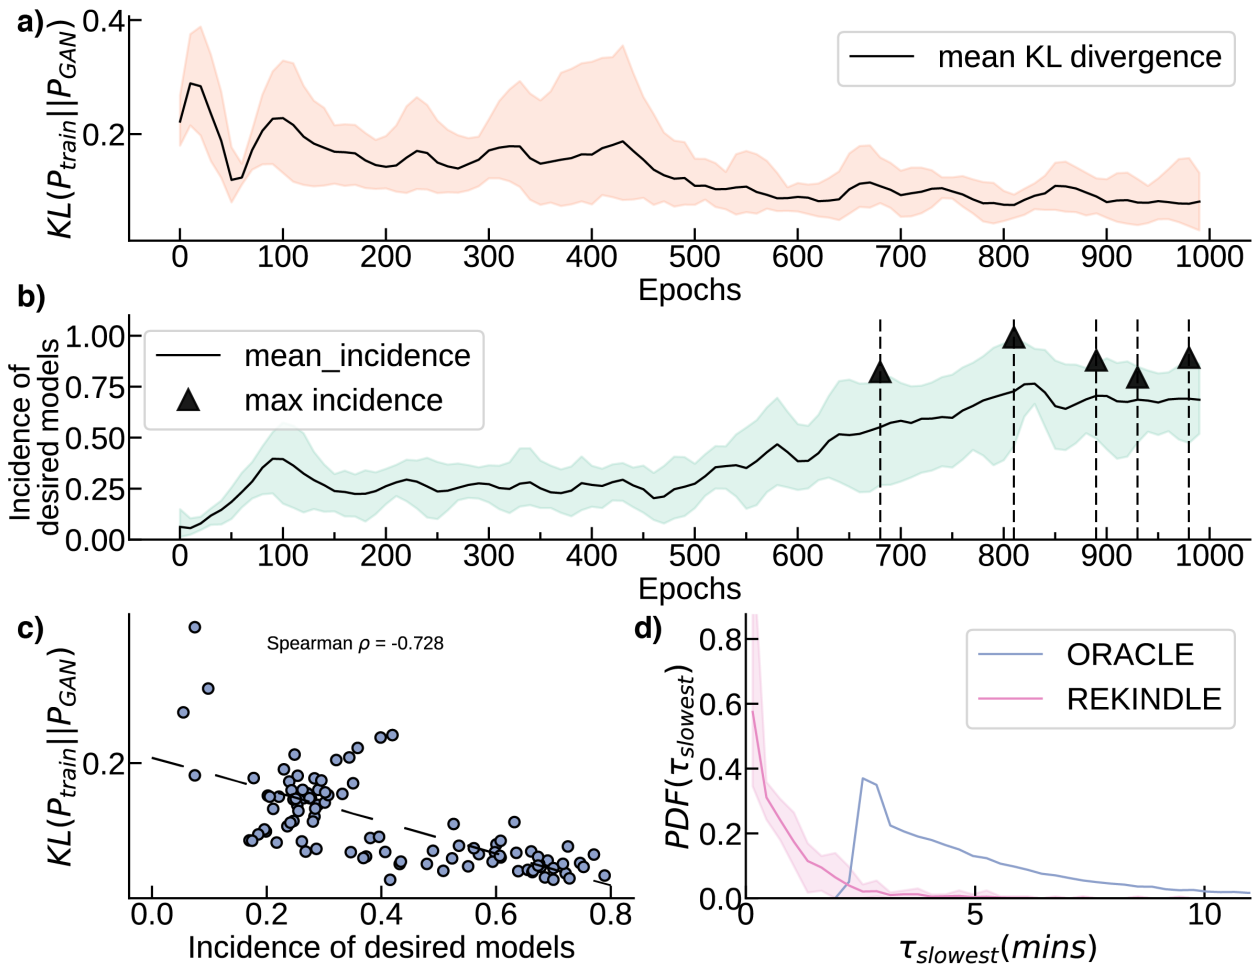 a)
0.4
0.2
KL(P_train||P_GAN)
mean KL divergence
0 100 200 300 400 500 600 700 800 900 1000
Epochs
b)
1.00
0.75
0.50
0.25
0.00
Incidence of
desired models
mean_incidence
max incidence
0 100 200 300 400 500 600 700 800 900 1000
Epochs
c)
KL(P_train||P_GAN)
0.2
Spearman ρ = -0.728
0.0 0.2 0.4 0.6 0.8
Incidence of desired models
d)
PDF(τ_slowest)
0.8
0.6
0.4
0.2
0.0
ORACLE
REKINDLE
0 5 10
τ_slowest(mins)